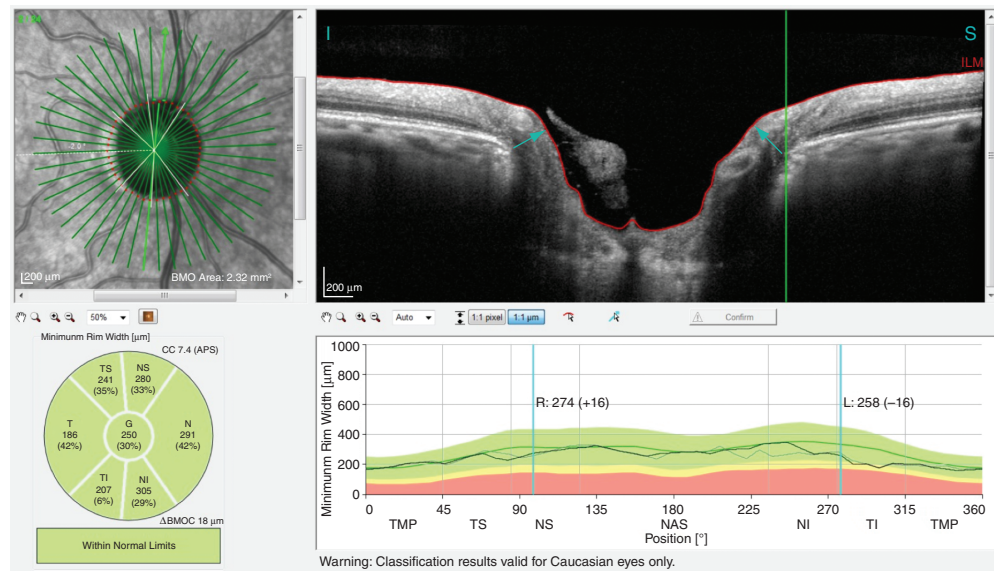 -2.9°
200 μm
BMO Area: 2.32 mm²
I
S
ILM
200 μm
50%
Auto
1:1 pixel
1:1 μm
Confirm
Minimunm Rim Width [μm]
CC 7.4 (APS)
TS
241
(35%)
NS
280
(33%)
T
186
(42%)
G
250
(30%)
N
291
(42%)
TI
207
(6%)
NI
305
(29%)
ΔBMOC 18 μm
Within Normal Limits
Minimunm Rim Width [μm]
1000
800
600
400
200
0
R: 274 (+16)
L: 258 (–16)
0 45 90 135 180 225 270 315 360
TMP TS NS NAS NI TI TMP
Position [°]
Warning: Classification results valid for Caucasian eyes only.